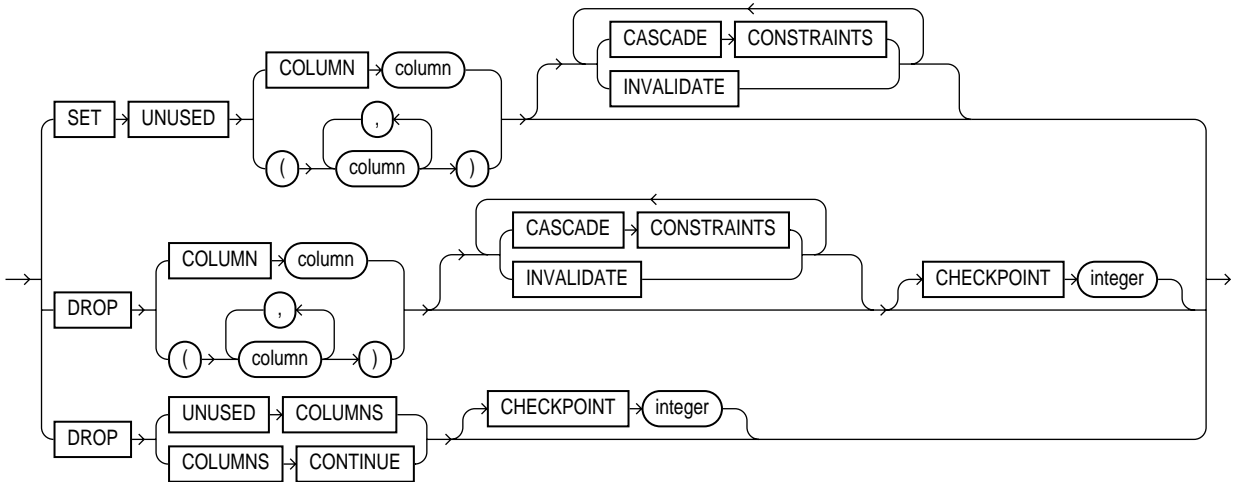 CASCADE CONSTRAINTS
INVALIDATE
COLUMN column
SET UNUSED
,
( column )
CASCADE CONSTRAINTS
INVALIDATE
COLUMN column
CHECKPOINT integer
DROP
,
( column )
UNUSED COLUMNS
CHECKPOINT integer
DROP
COLUMNS CONTINUE